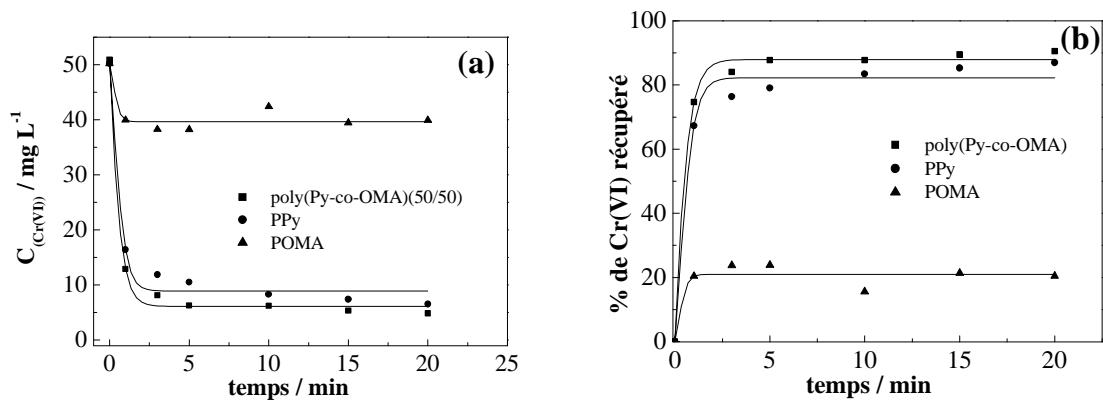 (a)
50
40
30
20
10
0
C(Cr(VI)) / mg L-1
poly(Py-co-OMA)(50/50)
PPy
POMA
0 5 10 15 20 25
temps / min
(b)
100
80
60
40
20
0
% de Cr(VI) récupéré
poly(Py-co-OMA)
PPy
POMA
0 5 10 15 20
temps / min